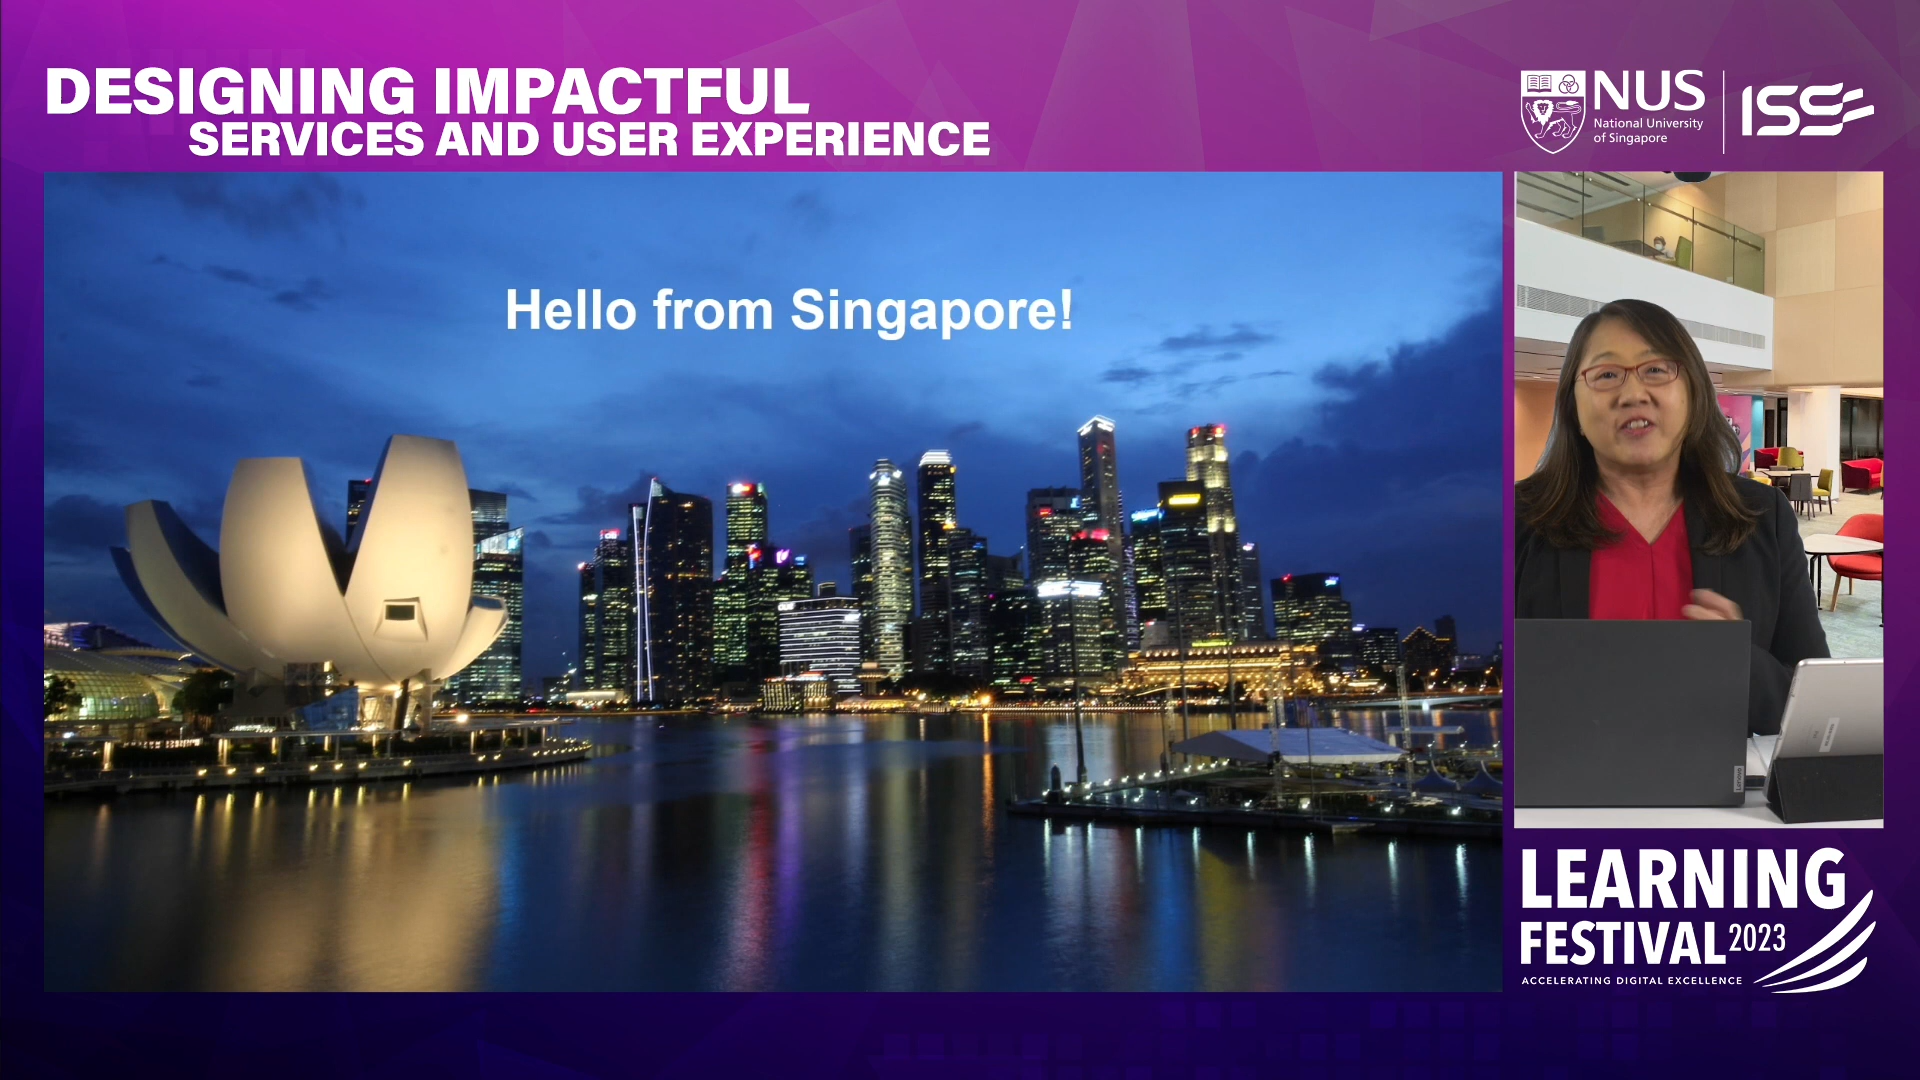 DESIGNING IMPACTFUL
SERVICES AND USER EXPERIENCE
NUS
National University
of Singapore
ISS
Hello from Singapore!
Lenovo
LEARNING
FESTIVAL 2023
ACCELERATING DIGITAL EXCELLENCE